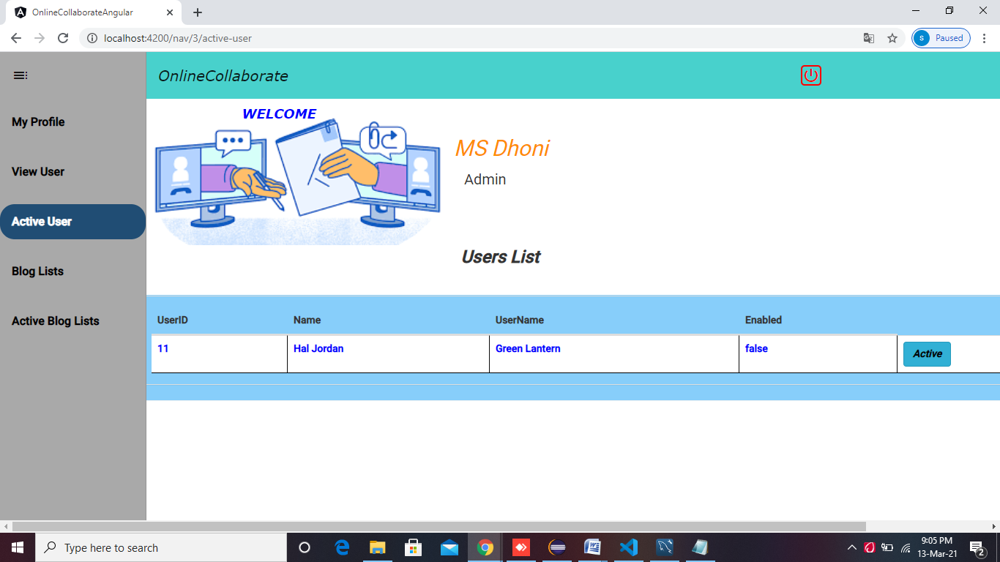 OnlineCollaborateAngular
localhost:4200/nav/3/active-user
s Paused
OnlineCollaborate
My Profile
View User
Active User
Blog Lists
Active Blog Lists
WELCOME
MS Dhoni
Admin
Users List
UserID Name UserName Enabled
11 Hal Jordan Green Lantern false Active
Type here to search
9:05 PM
13-Mar-21
2